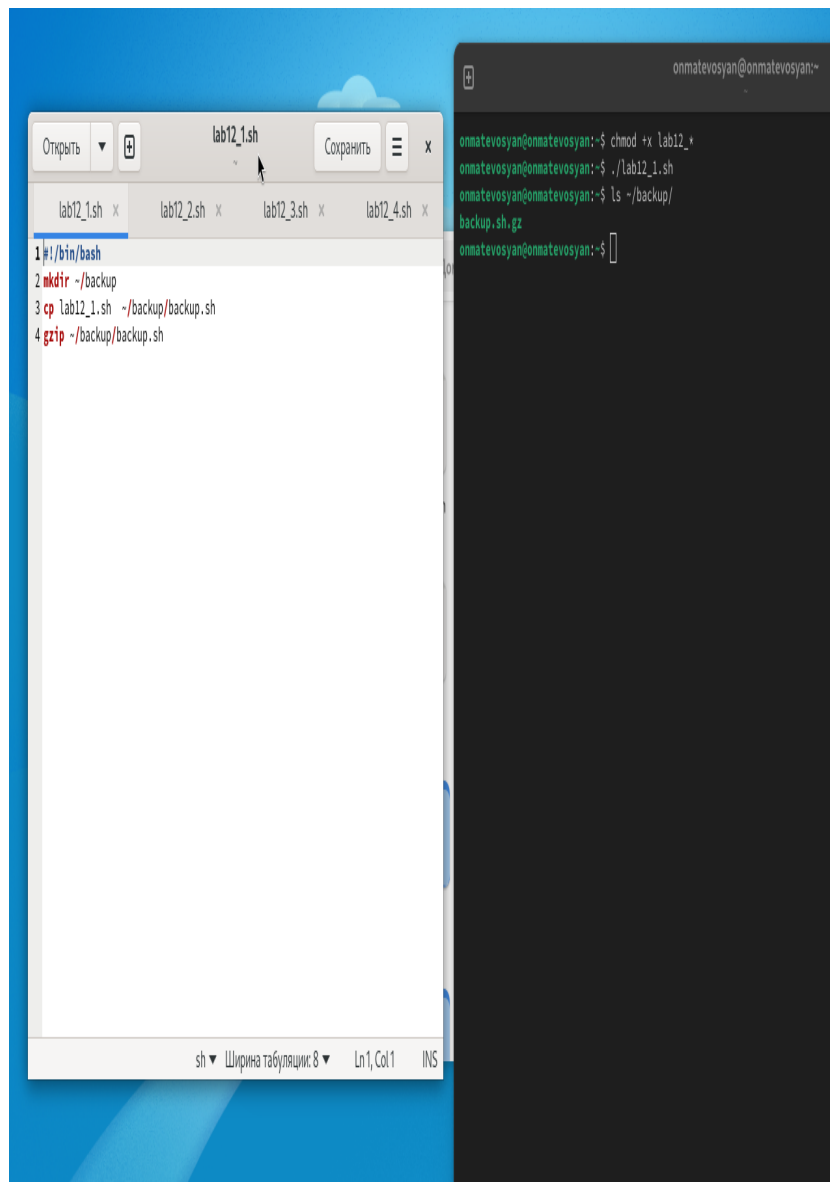 Открыть
lab12_1.sh
~
Сохранить
lab12_1.sh × lab12_2.sh × lab12_3.sh × lab12_4.sh ×
1 #!/bin/bash
2 mkdir ~/backup
3 cp lab12_1.sh  ~/backup/backup.sh
4 gzip ~/backup/backup.sh
sh ▾ Ширина табуляции: 8 ▾ Ln 1, Col 1 INS
onmatevosyan@onmatevosyan:~
~
onmatevosyan@onmatevosyan:~$ chmod +x lab12_*
onmatevosyan@onmatevosyan:~$ ./lab12_1.sh
onmatevosyan@onmatevosyan:~$ ls ~/backup/
backup.sh.gz
onmatevosyan@onmatevosyan:~$